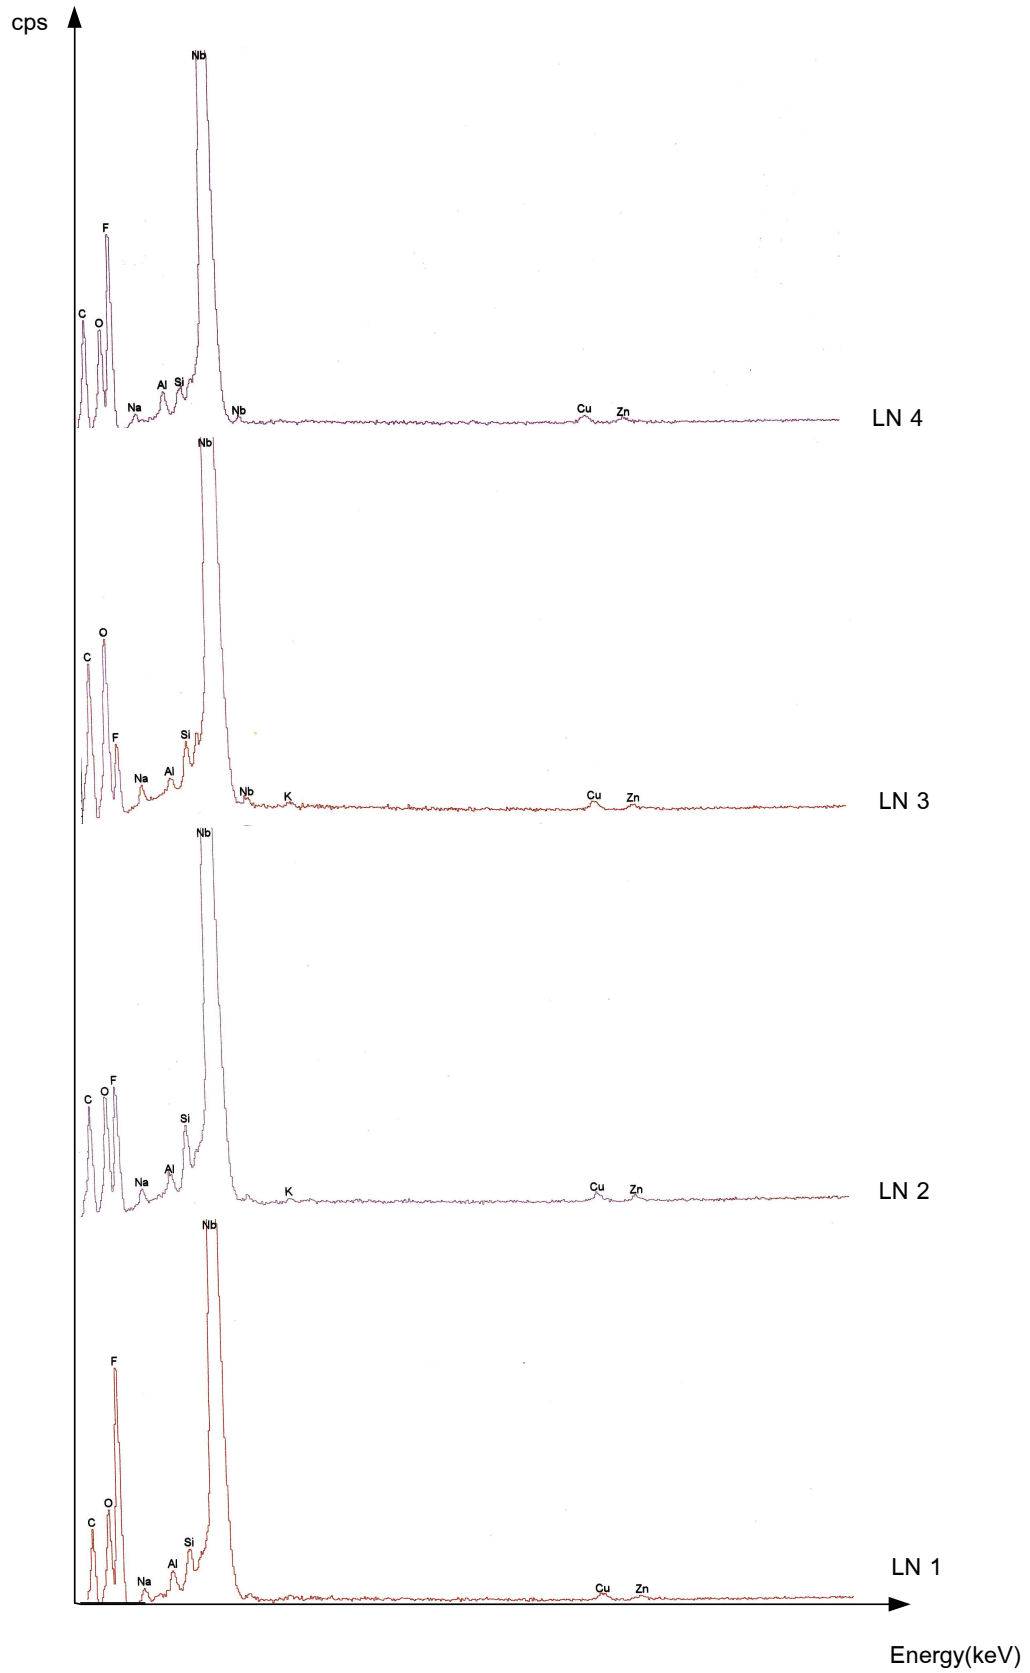 cps
Nb
F
C
O
Na
Al
Si
Nb
Cu
Zn
LN 4
Nb
O
C
F
Na
Al
Si
Nb
K
Cu
Zn
LN 3
Nb
F
O
C
Si
Al
Na
K
Cu
Zn
LN 2
Nb
F
O
C
Si
Al
Na
Cu
Zn
LN 1
Energy(keV)